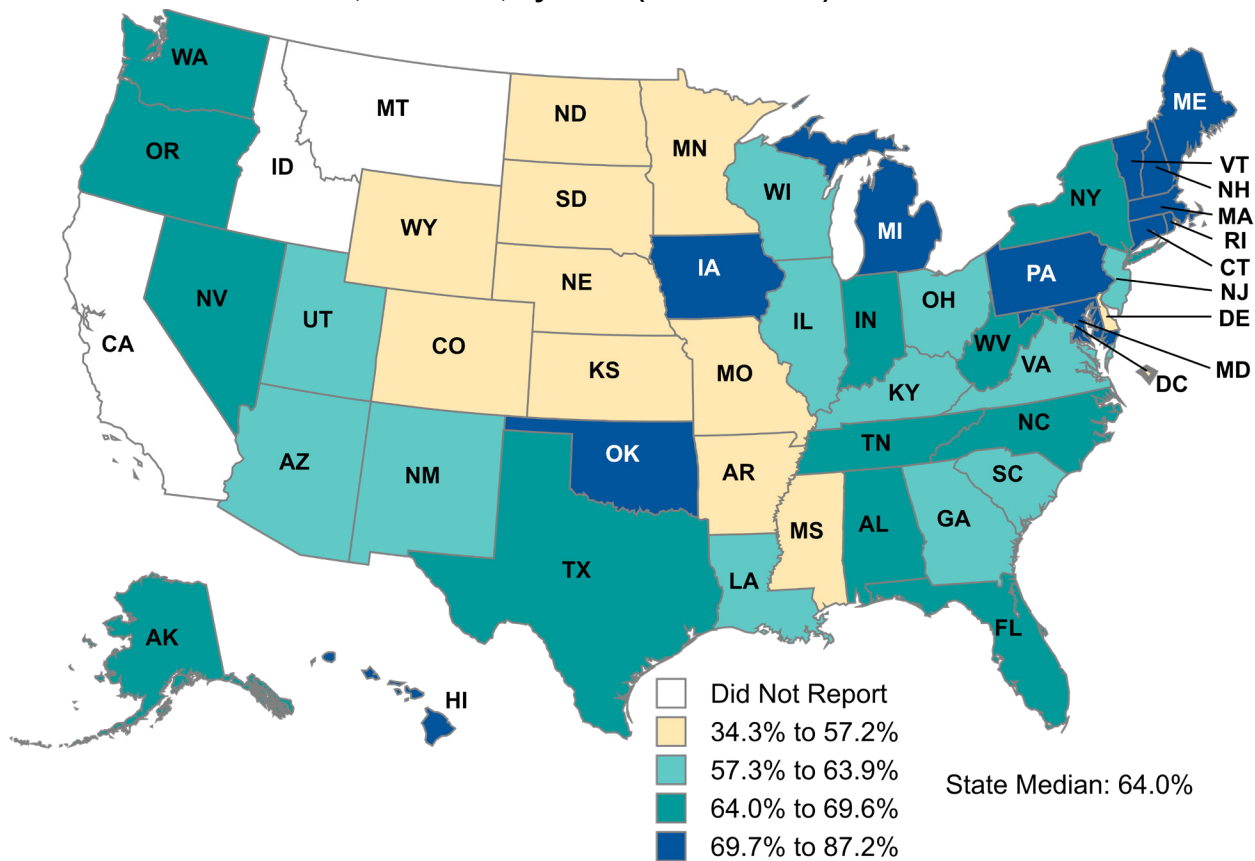 WA
MT
ND
MN
ME
OR
ID
SD
WI
MI
NY
VT
NH
MA
RI
CT
NJ
DE
MD
DC
WY
IA
NE
PA
NV
UT
CO
IL
IN
OH
WV
VA
CA
KS
MO
KY
AZ
NM
OK
AR
TN
NC
SC
MS
AL
GA
TX
LA
FL
AK
HI
Did Not Report
34.3% to 57.2%
57.3% to 63.9%
64.0% to 69.6%
69.7% to 87.2%
State Median: 64.0%